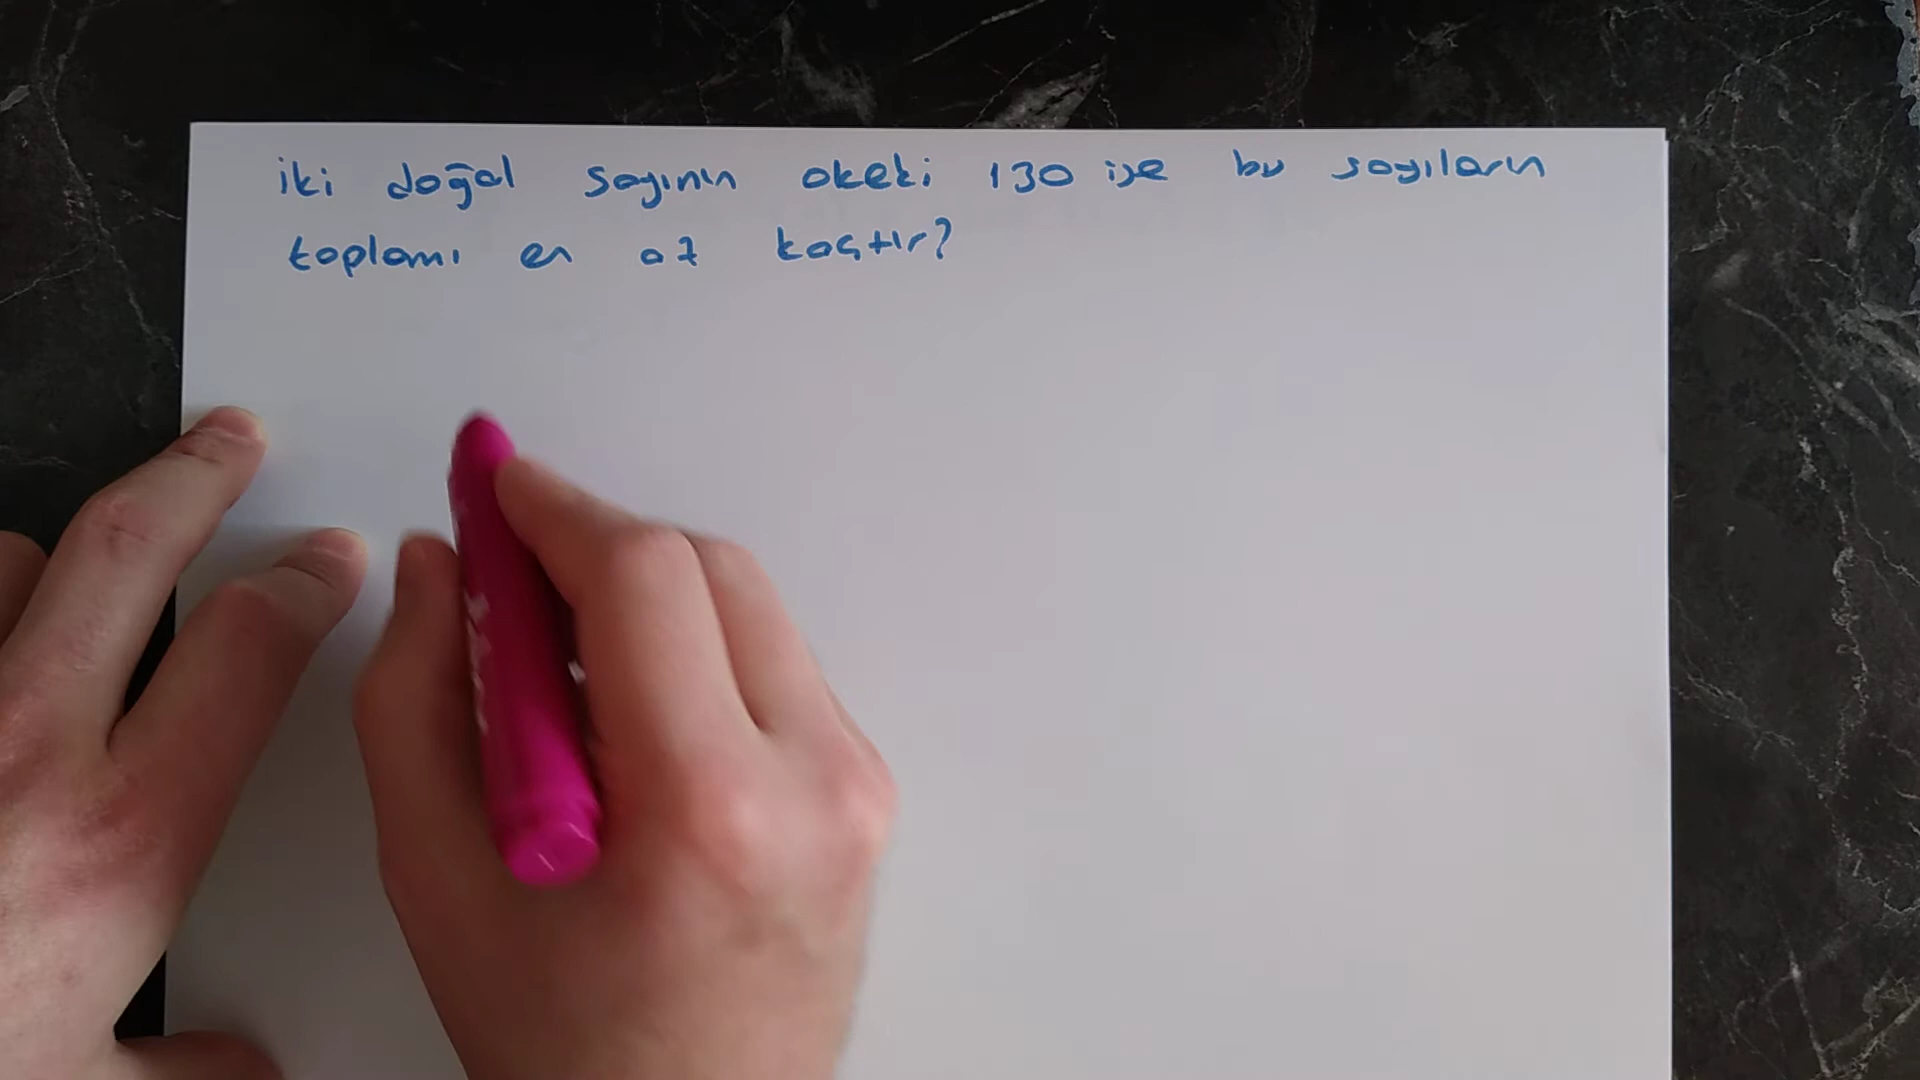 iki doğal sayının okeki 130 ise bu sayıların
toplamı en az kaçtır?